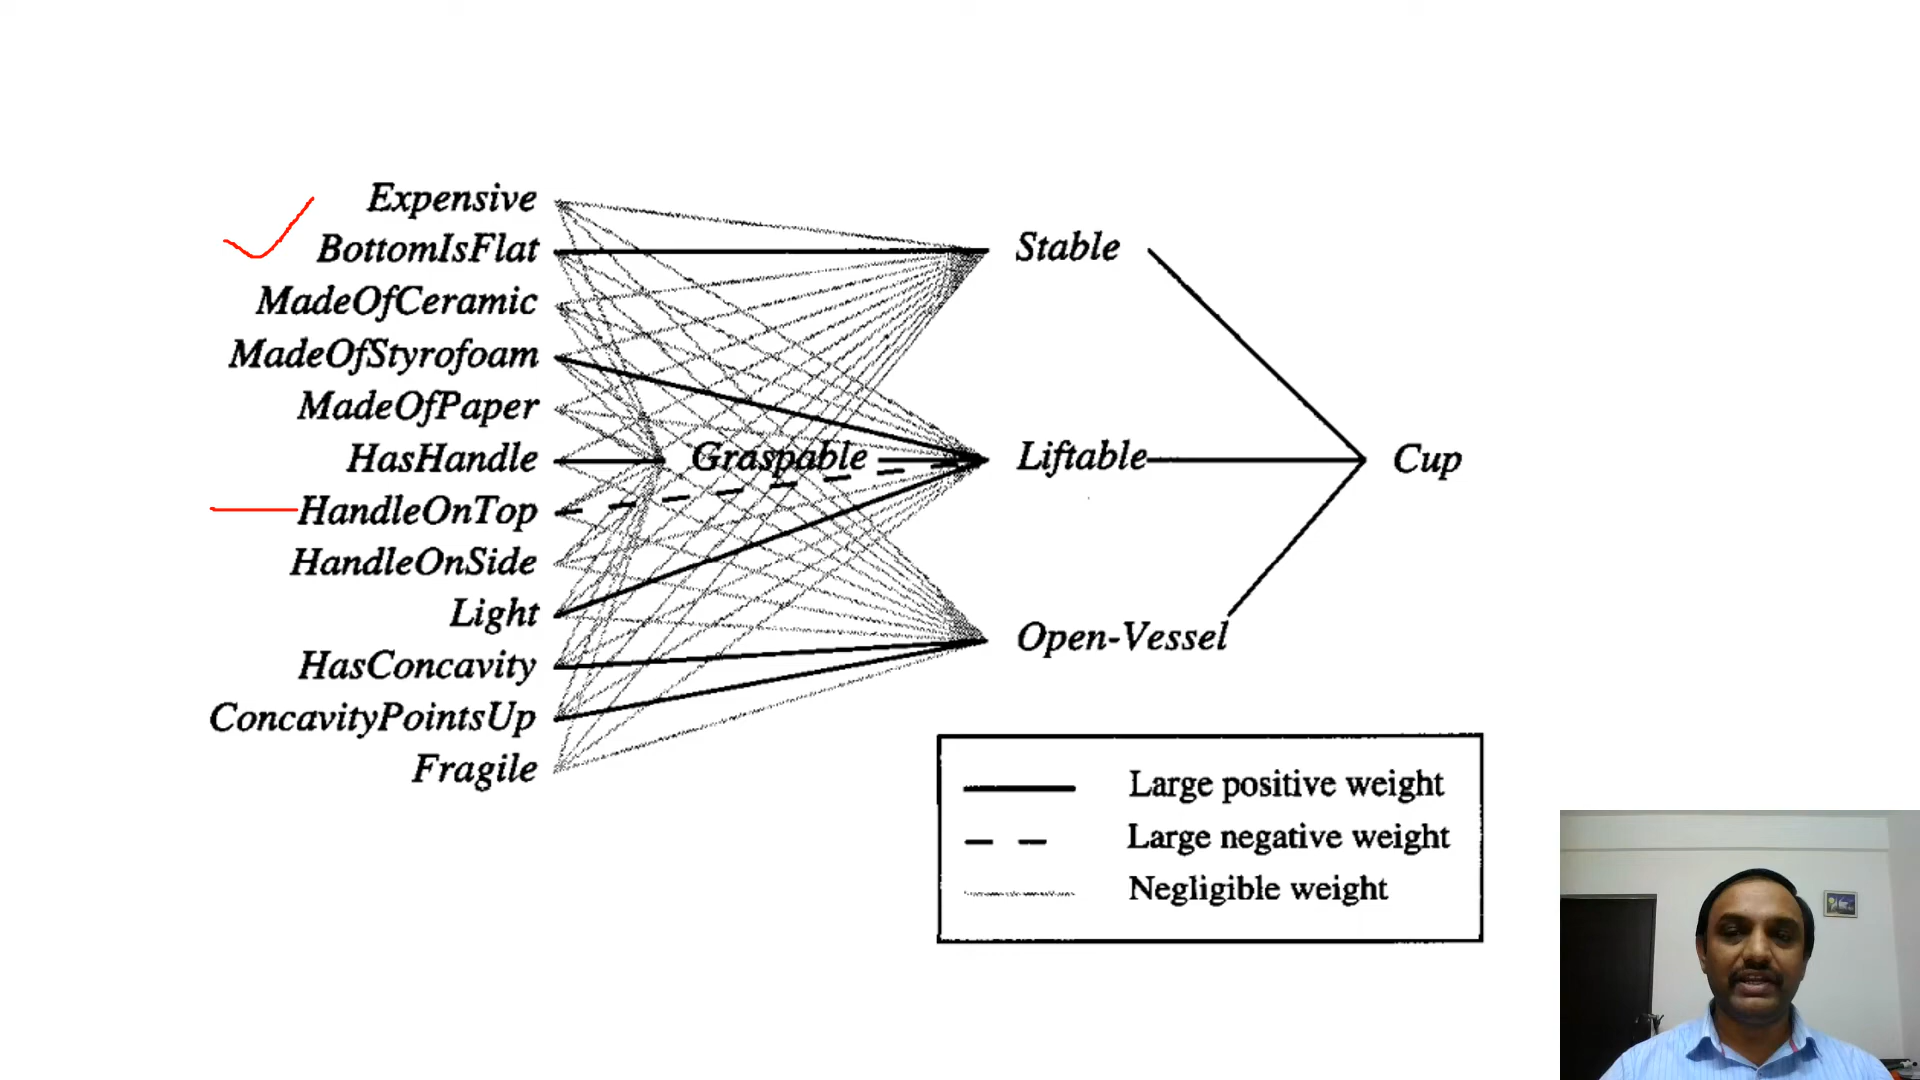 Expensive
BottomIsFlat
MadeOfCeramic
MadeOfStyrofoam
MadeOfPaper
HasHandle
HandleOnTop
HandleOnSide
Light
HasConcavity
ConcavityPointsUp
Fragile
Graspable
Stable
Liftable
Open-Vessel
Cup
Large positive weight
Large negative weight
Negligible weight